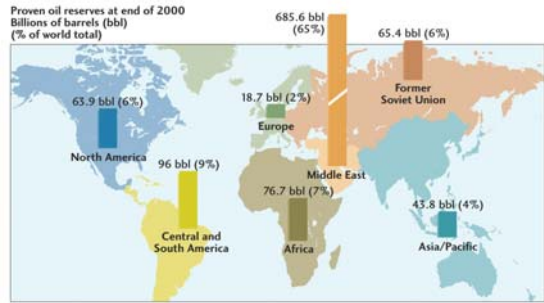 Proven oil reserves at end of 2000
Billions of barrels (bbl)
(% of world total)
685.6 bbl
(65%)
65.4 bbl (6%)
Former
Soviet Union
63.9 bbl (6%)
North America
18.7 bbl (2%)
Europe
Middle East
96 bbl (9%)
Central and
South America
76.7 bbl (7%)
Africa
43.8 bbl (4%)
Asia/Pacific